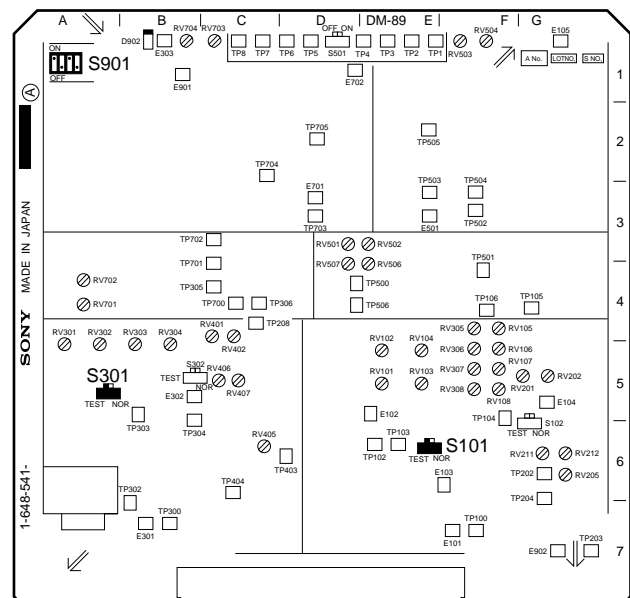 A B C D DM-89 E F G
RV704 RV703 OFF ON RV504 E105
D902 E303 TP8 TP7 TP6 TP5 S501 TP4 TP3 TP2 TP1 RV503
ON S901 OFF
A No. LOTNO. S NO.
E901 E702 1
A
TP705 TP505 2
TP704 TP503 TP504
E701
TP703 E501 TP502 3
TP702 RV501 RV502
TP701 RV507 RV506 TP501
RV702 TP305 TP500 4
RV701 TP700 TP306 TP506 TP106 TP105
TP208
RV301 RV302 RV303 RV304 RV401 RV305 RV105
RV402 RV102 RV104 RV306 RV106
S302 RV307 RV107
S301 TEST NOR RV406 RV101 RV103 RV202 5
RV407 RV308 RV201
TEST NOR E302 RV108 E104
TP303 E102 TP104 S102
TP304 TEST NOR
RV405 TP103 S101
TP102 TEST NOR RV211 RV212
TP403 TP202 RV205 6
TP404 E103
TP302 TP300 TP204
E301 E101 TP100
E902 TP203 7
SONY MADE IN JAPAN
1-648-541-